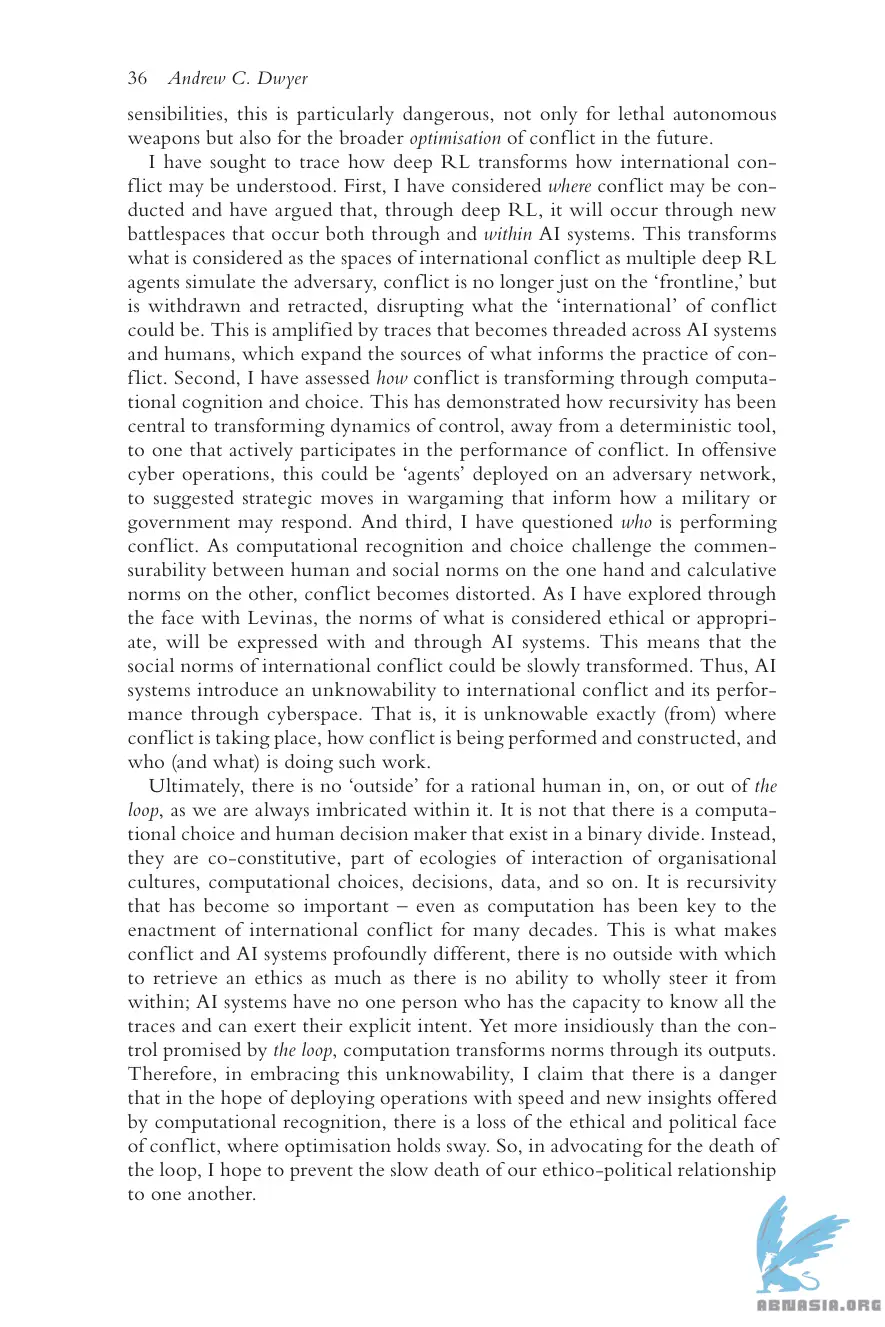 36 Andrew C. Dwyer
sensibilities, this is particularly dangerous, not only for lethal autonomous
weapons but also for the broader optimisation of conflict in the future.
I have sought to trace how deep RL transforms how international con-
flict may be understood. First, I have considered where conflict may be con-
ducted and have argued that, through deep RL, it will occur through new
battlespaces that occur both through and within AI systems. This transforms
what is considered as the spaces of international conflict as multiple deep RL
agents simulate the adversary, conflict is no longer just on the ‘frontline,’ but
is withdrawn and retracted, disrupting what the ‘international’ of conflict
could be. This is amplified by traces that becomes threaded across AI systems
and humans, which expand the sources of what informs the practice of con-
flict. Second, I have assessed how conflict is transforming through computa-
tional cognition and choice. This has demonstrated how recursivity has been
central to transforming dynamics of control, away from a deterministic tool,
to one that actively participates in the performance of conflict. In offensive
cyber operations, this could be ‘agents’ deployed on an adversary network,
to suggested strategic moves in wargaming that inform how a military or
government may respond. And third, I have questioned who is performing
conflict. As computational recognition and choice challenge the commen-
surability between human and social norms on the one hand and calculative
norms on the other, conflict becomes distorted. As I have explored through
the face with Levinas, the norms of what is considered ethical or appropri-
ate, will be expressed with and through AI systems. This means that the
social norms of international conflict could be slowly transformed. Thus, AI
systems introduce an unknowability to international conflict and its perfor-
mance through cyberspace. That is, it is unknowable exactly (from) where
conflict is taking place, how conflict is being performed and constructed, and
who (and what) is doing such work.
Ultimately, there is no ‘outside’ for a rational human in, on, or out of the
loop, as we are always imbricated within it. It is not that there is a computa-
tional choice and human decision maker that exist in a binary divide. Instead,
they are co-constitutive, part of ecologies of interaction of organisational
cultures, computational choices, decisions, data, and so on. It is recursivity
that has become so important – even as computation has been key to the
enactment of international conflict for many decades. This is what makes
conflict and AI systems profoundly different, there is no outside with which
to retrieve an ethics as much as there is no ability to wholly steer it from
within; AI systems have no one person who has the capacity to know all the
traces and can exert their explicit intent. Yet more insidiously than the con-
trol promised by the loop, computation transforms norms through its outputs.
Therefore, in embracing this unknowability, I claim that there is a danger
that in the hope of deploying operations with speed and new insights offered
by computational recognition, there is a loss of the ethical and political face
of conflict, where optimisation holds sway. So, in advocating for the death of
the loop, I hope to prevent the slow death of our ethico-political relationship
to one another.
ABNASIA.ORG